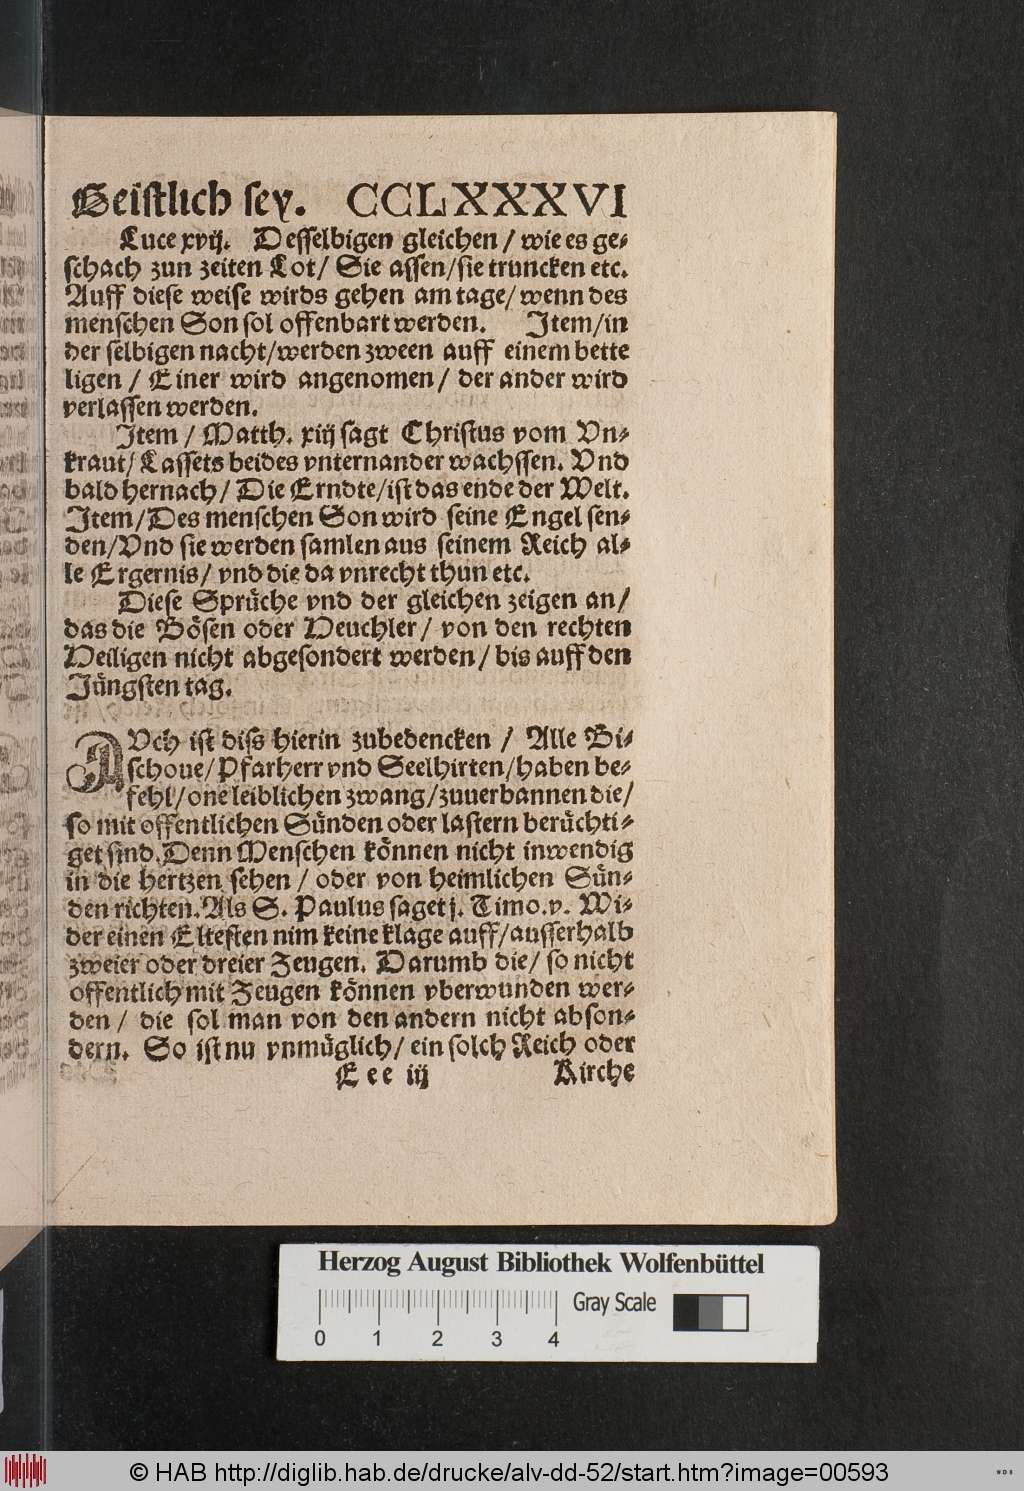 Geistlich sey. CCLXXXVI
Luce xvij. Desselbigen gleichen / wie es ge-
schach zun zeiten Lot / Sie assen / sie truncken etc.
Auff diese weise wirds gehen am tage / wenn des
menschen Son sol offenbart werden. Item / in
der selbigen nacht / werden zween auff einem bette
ligen / Einer wird angenomen / der ander wird
verlassen werden.
Item / Matth. xiij sagt Christus vom Vn-
kraut / Lassets beides vnternander wachssen. Vnd
bald hernach / Die Erndte / ist das ende der Welt.
Item / Des menschen Son wird seine Engel sen-
den / Vnd sie werden samlen aus seinem Reich al-
le Ergernis / vnd die da vnrecht thun etc.
Diese Sprüche vnd der gleichen zeigen an /
das die Bösen oder Heuchler / von den rechten
Heiligen nicht abgesondert werden / bis auff den
Jüngsten tag.
AVch ist diss hierin zubedencken / Alle Bi-
schoue / Pfarherr vnd Seelhirten / haben be-
fehl / one leiblichen zwang / zuuerbannen die /
so mit offentlichen Sünden oder lastern berüchti-
get sind. Denn Menschen können nicht inwendig
in die hertzen sehen / oder von heimlichen Sün-
den richten. Als S. Paulus saget j. Timo. v. Wi-
der einen Eltesten nim keine klage auff / ausserhalb
zweier oder dreier Zeugen. Darumb die / so nicht
offentlich mit Zeugen können vberwunden wer-
den / die sol man von den andern nicht abson-
dern. So ist nu vnmüglich / ein solch Reich oder
Eee iij Kirche
Herzog August Bibliothek Wolfenbüttel
Gray Scale
0 1 2 3 4
© HAB http://diglib.hab.de/drucke/alv-dd-52/start.htm?image=00593